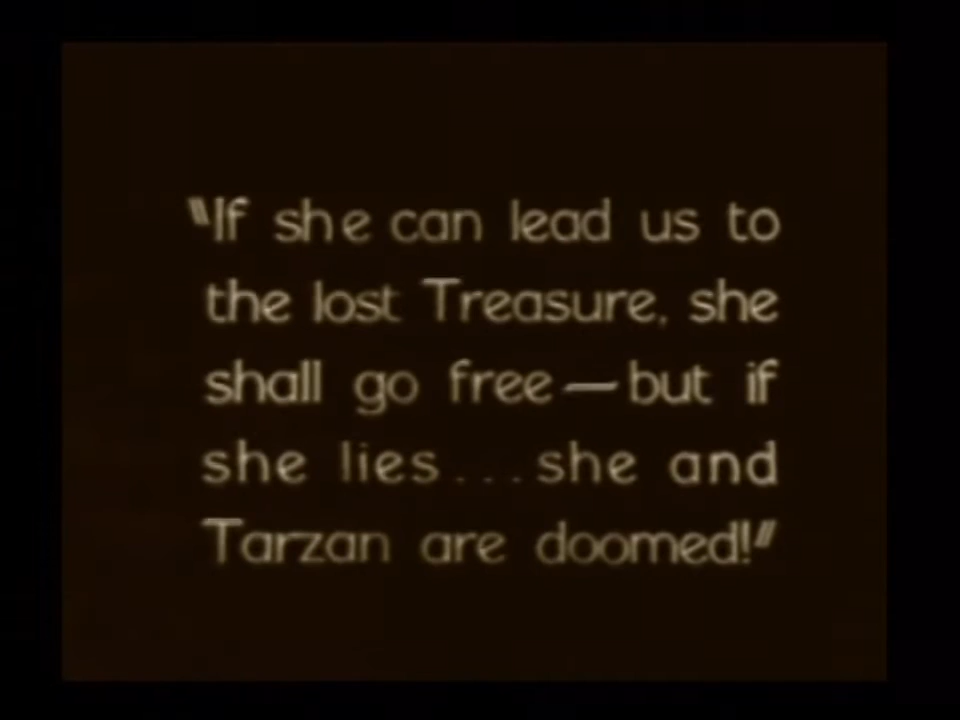 "If she can lead us to
the lost Treasure, she
shall go free—but if
she lies...she and
Tarzan are doomed!"